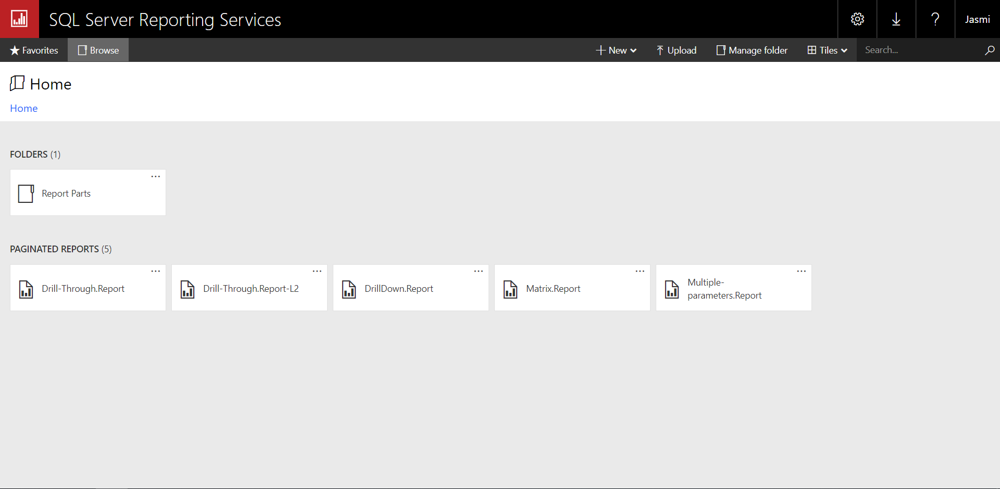 SQL Server Reporting Services
Jasmi
Favorites
Browse
New
Upload
Manage folder
Tiles
Search...
Home
Home
FOLDERS (1)
...
Report Parts
PAGINATED REPORTS (5)
...
Drill-Through.Report
...
Drill-Through.Report-L2
...
DrillDown.Report
...
Matrix.Report
...
Multiple-
parameters.Report